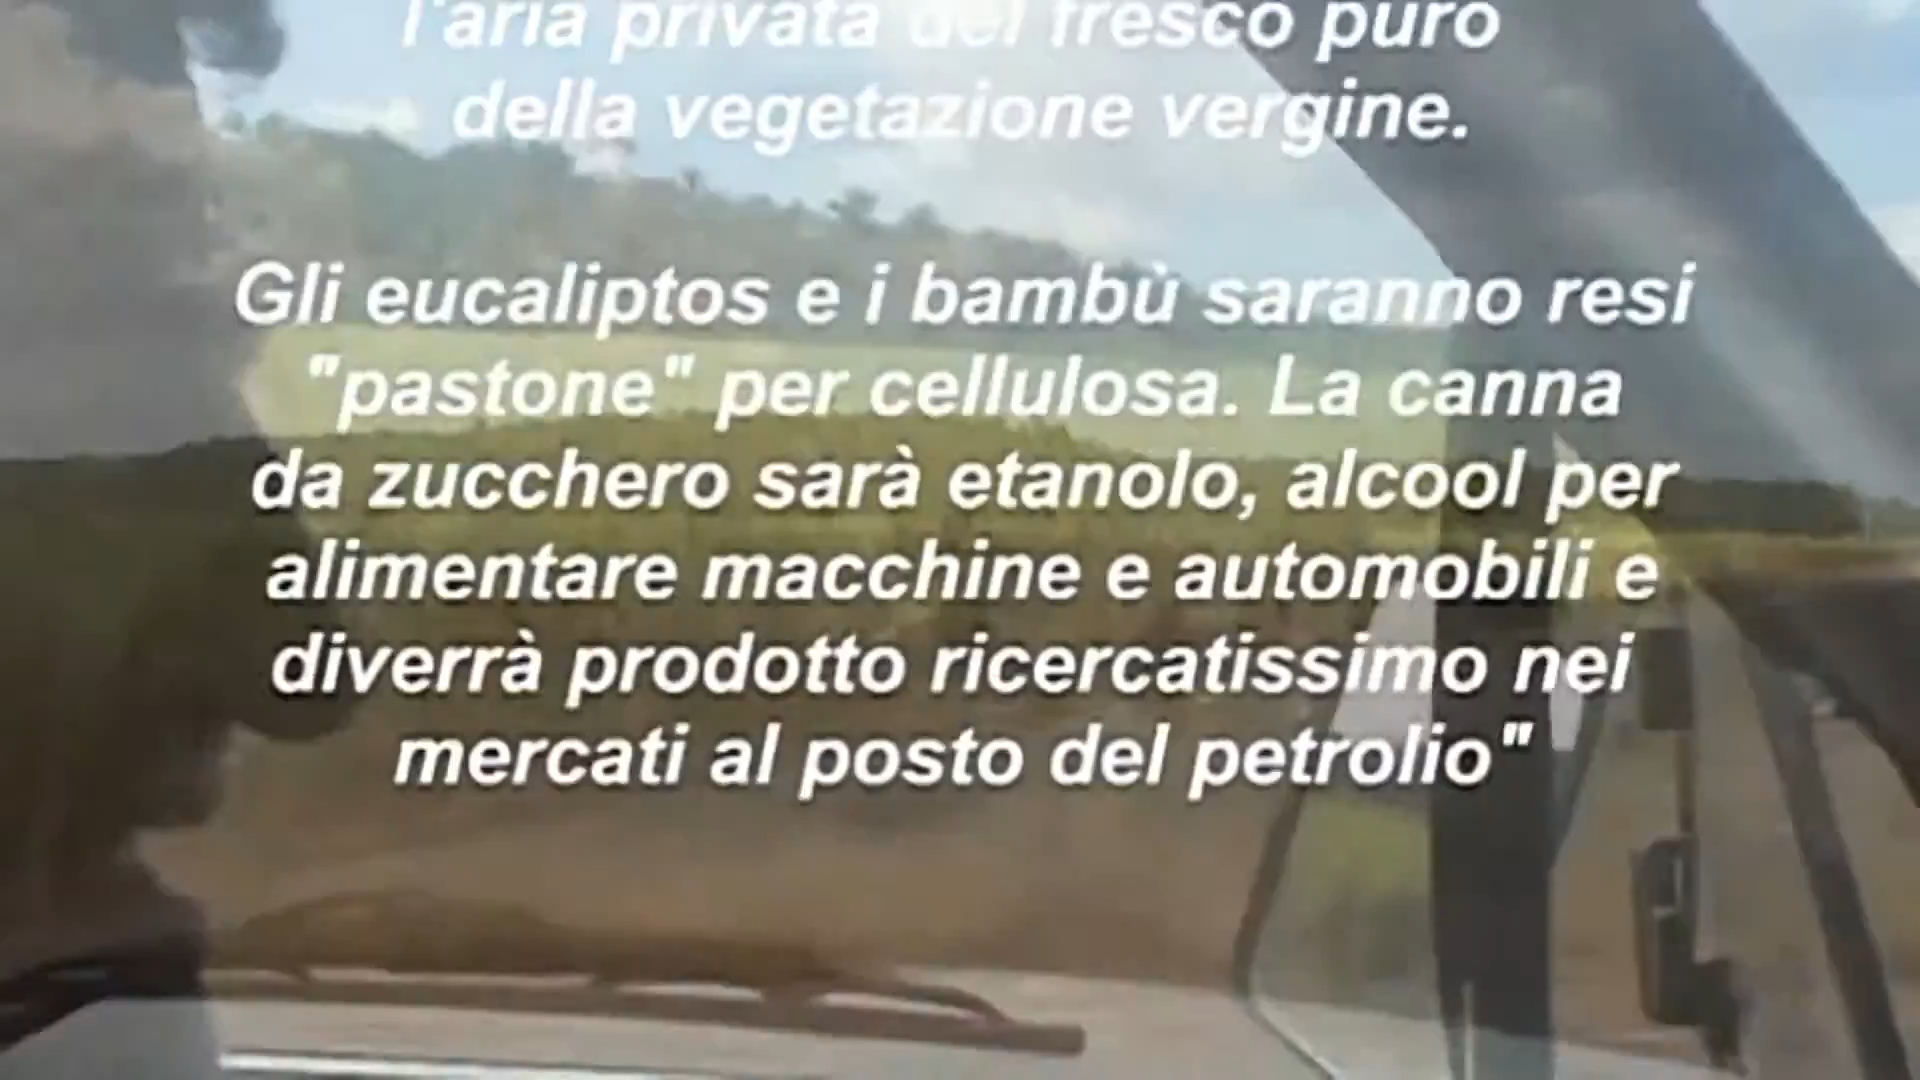 l'aria privata del fresco puro
della vegetazione vergine.
Gli eucaliptos e i bambù saranno resi
"pastone" per cellulosa. La canna
da zucchero sarà etanolo, alcool per
alimentare macchine e automobili e
diverrà prodotto ricercatissimo nei
mercati al posto del petrolio"